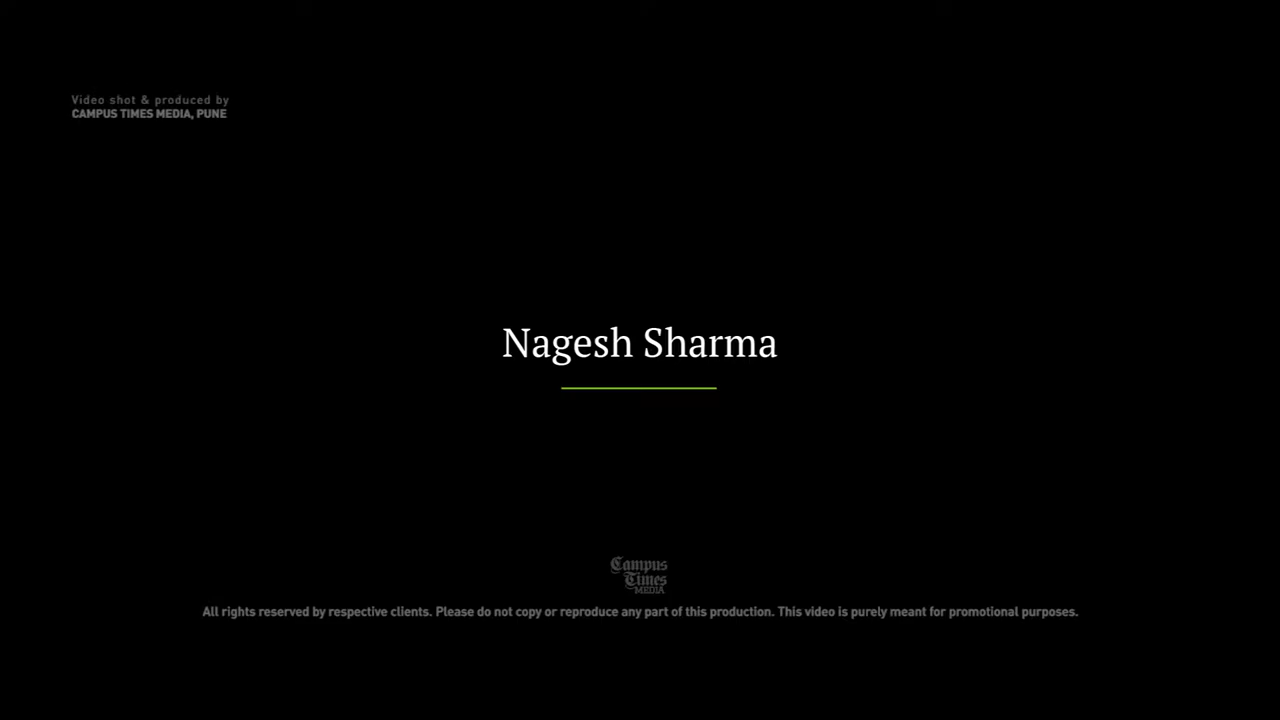 Video shot & produced by
CAMPUS TIMES MEDIA, PUNE
Nagesh Sharma
Campus
Times
MEDIA
All rights reserved by respective clients. Please do not copy or reproduce any part of this production. This video is purely meant for promotional purposes.